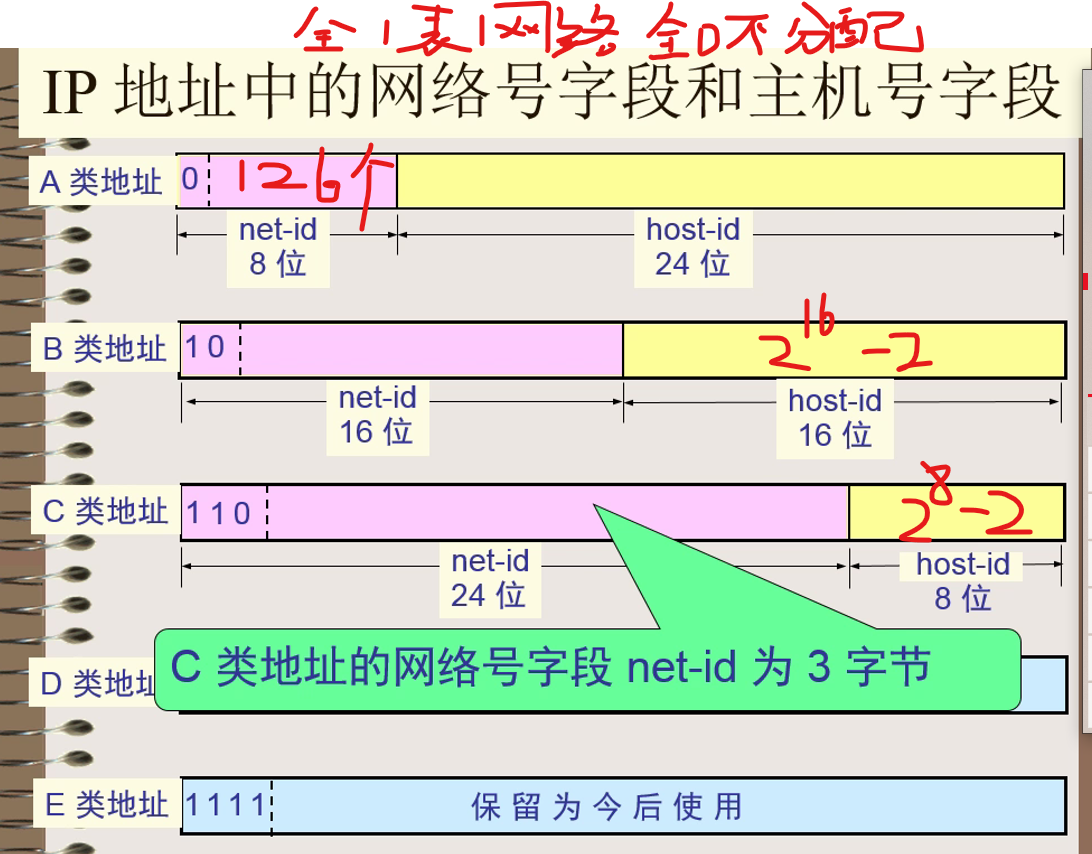 全1表1网络 全0不分配
IP 地址中的网络号字段和主机号字段
A 类地址 0 126个
net-id host-id
8 位 24 位
B 类地址 1 0 2^16 -2
net-id host-id
16 位 16 位
C 类地址 1 1 0 2^8-2
net-id host-id
24 位 8 位
C 类地址的网络号字段 net-id 为 3 字节
D 类地址
E 类地址 1 1 1 1 保留为今后使用